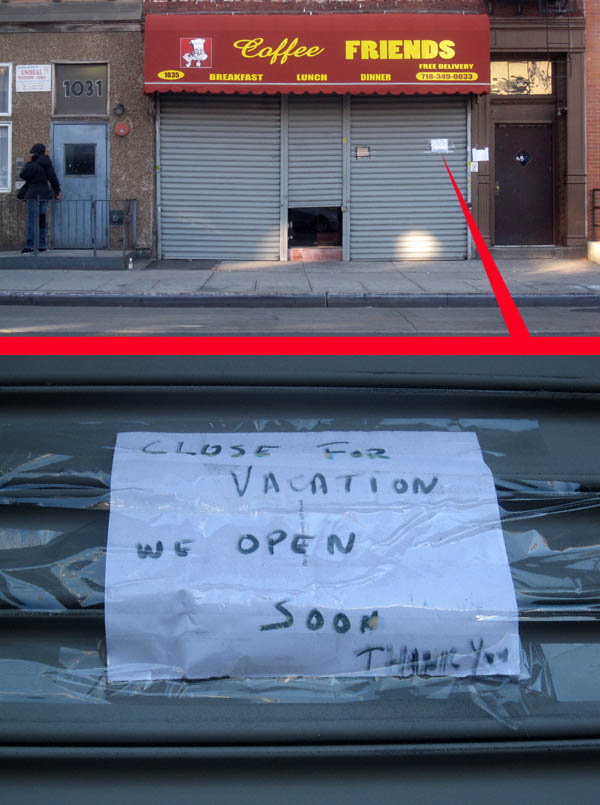 1031
Coffee FRIENDS
FREE DELIVERY
1035 BREAKFAST LUNCH DINNER 718-349-0033
CLOSE FOR
VACATION
WE OPEN
SOON
THANK YOU